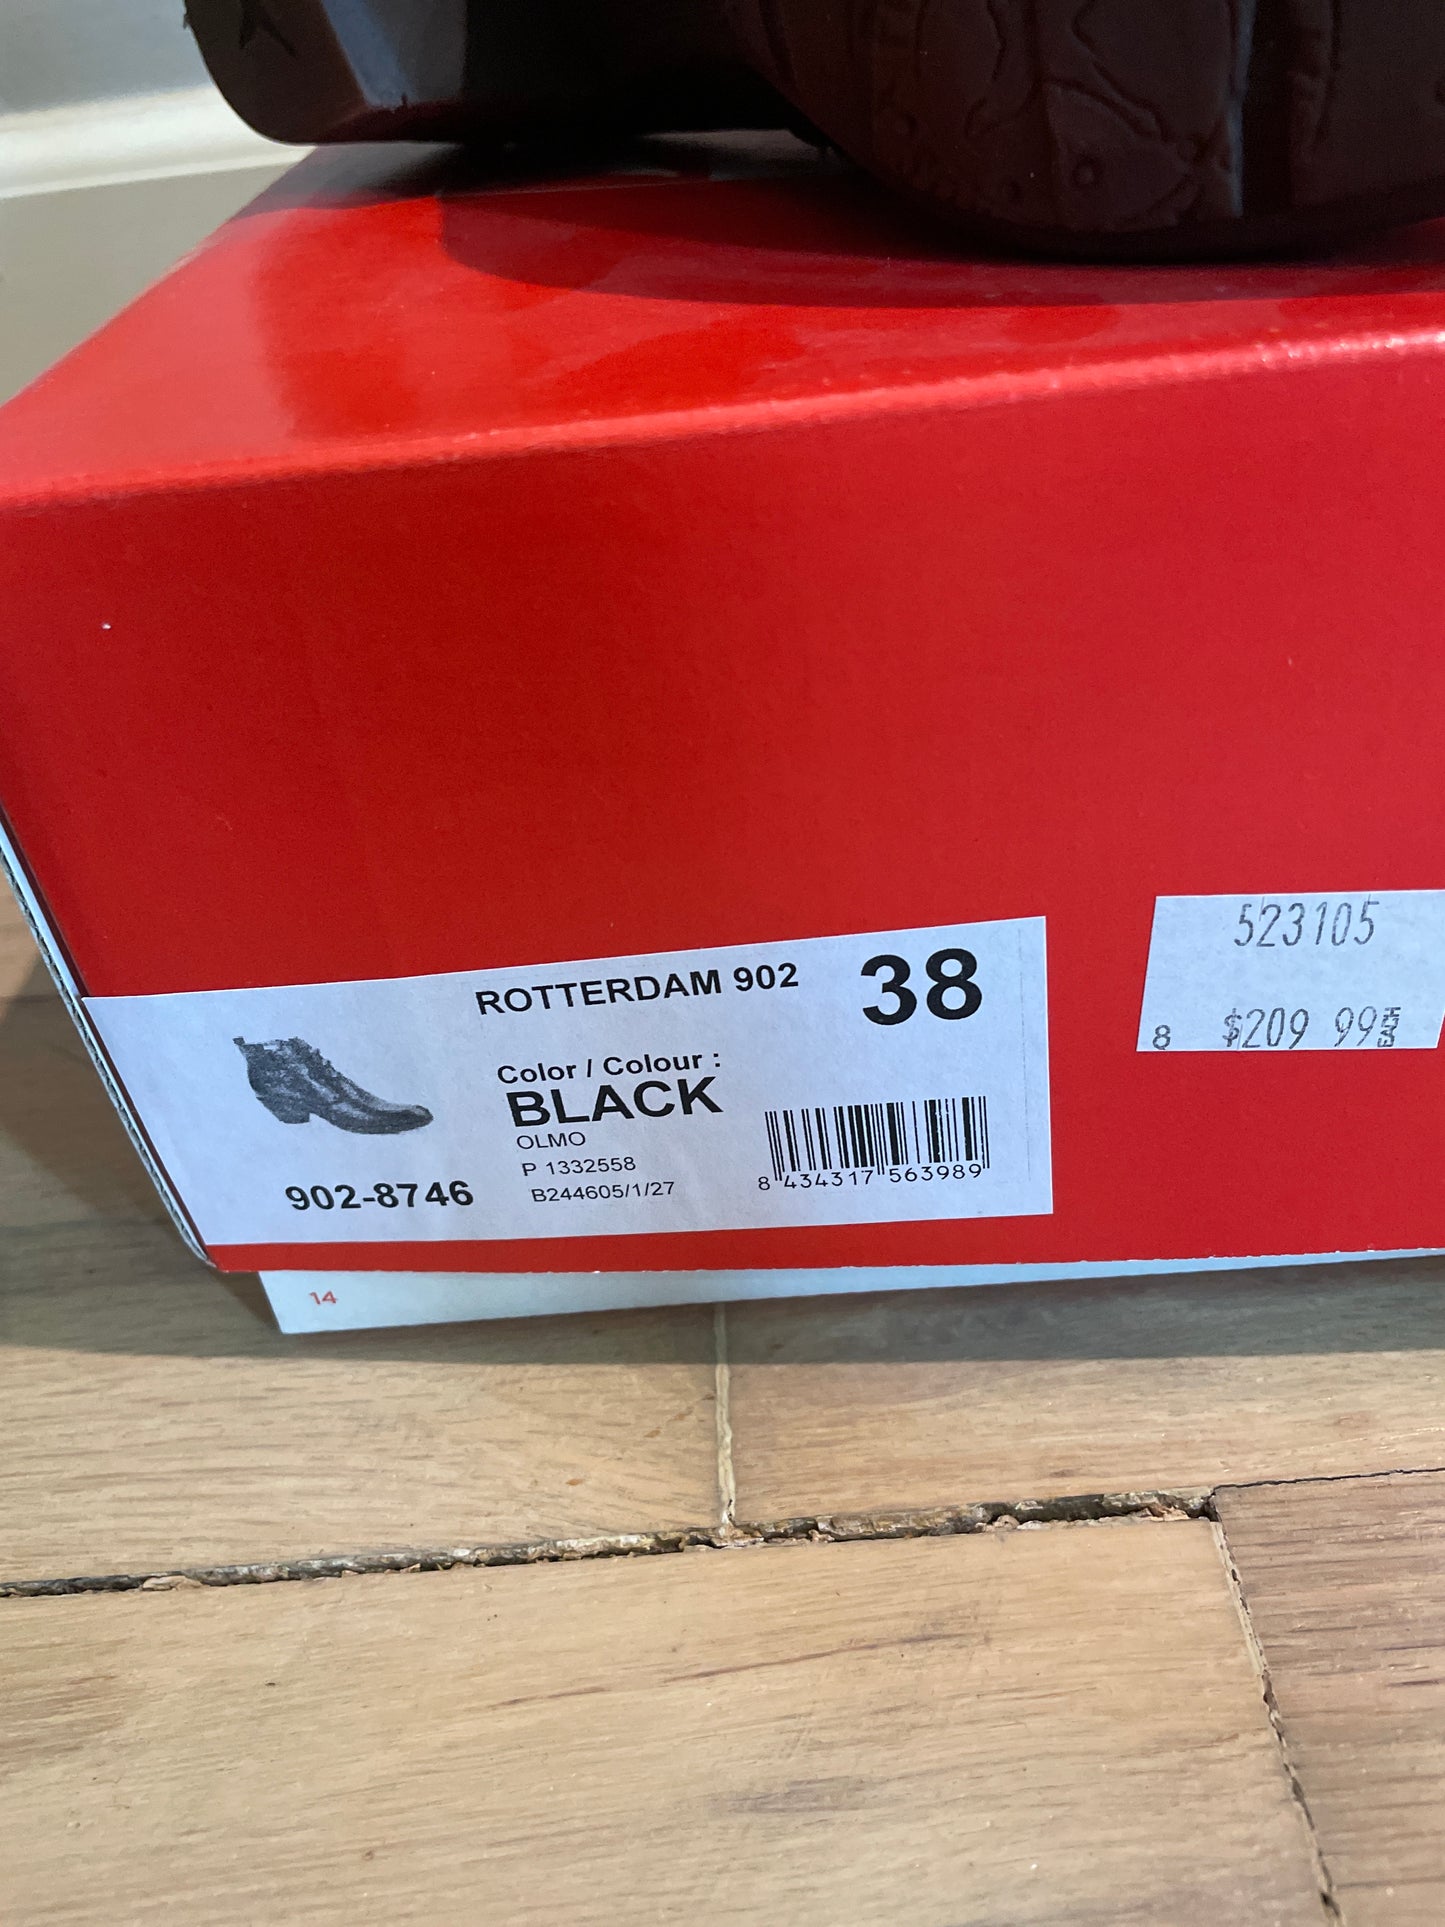 523105
8 $209 99 EACH
ROTTERDAM 902 38
Color / Colour :
BLACK
OLMO
P 1332558
B244605/1/27
902-8746
8 434317 563989
14